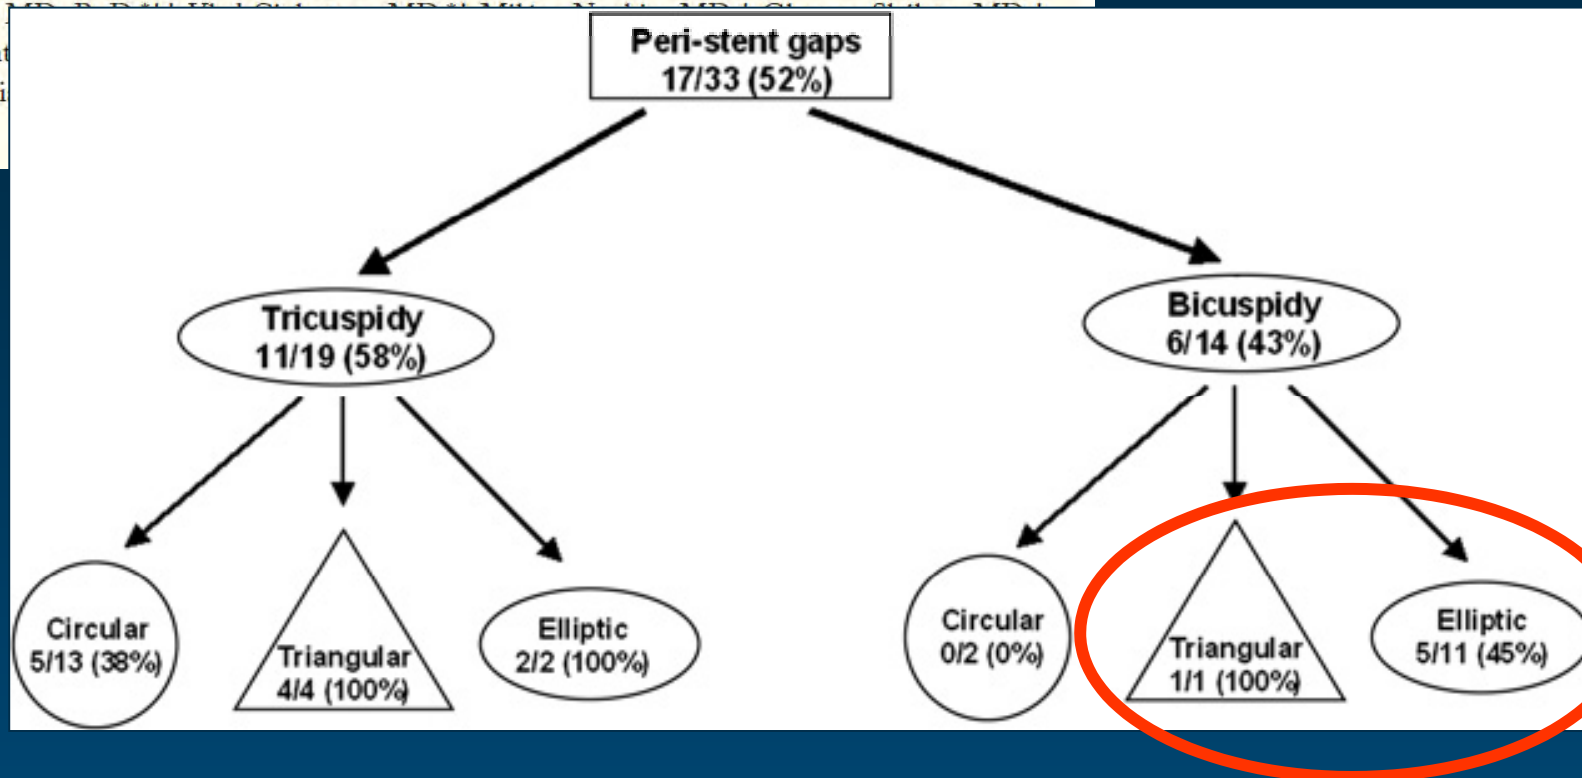 Peri-stent gaps
17/33 (52%)
Tricuspidy
11/19 (58%)
Bicuspidy
6/14 (43%)
Circular
5/13 (38%)
Triangular
4/4 (100%)
Elliptic
2/2 (100%)
Circular
0/2 (0%)
Triangular
1/1 (100%)
Elliptic
5/11 (45%)